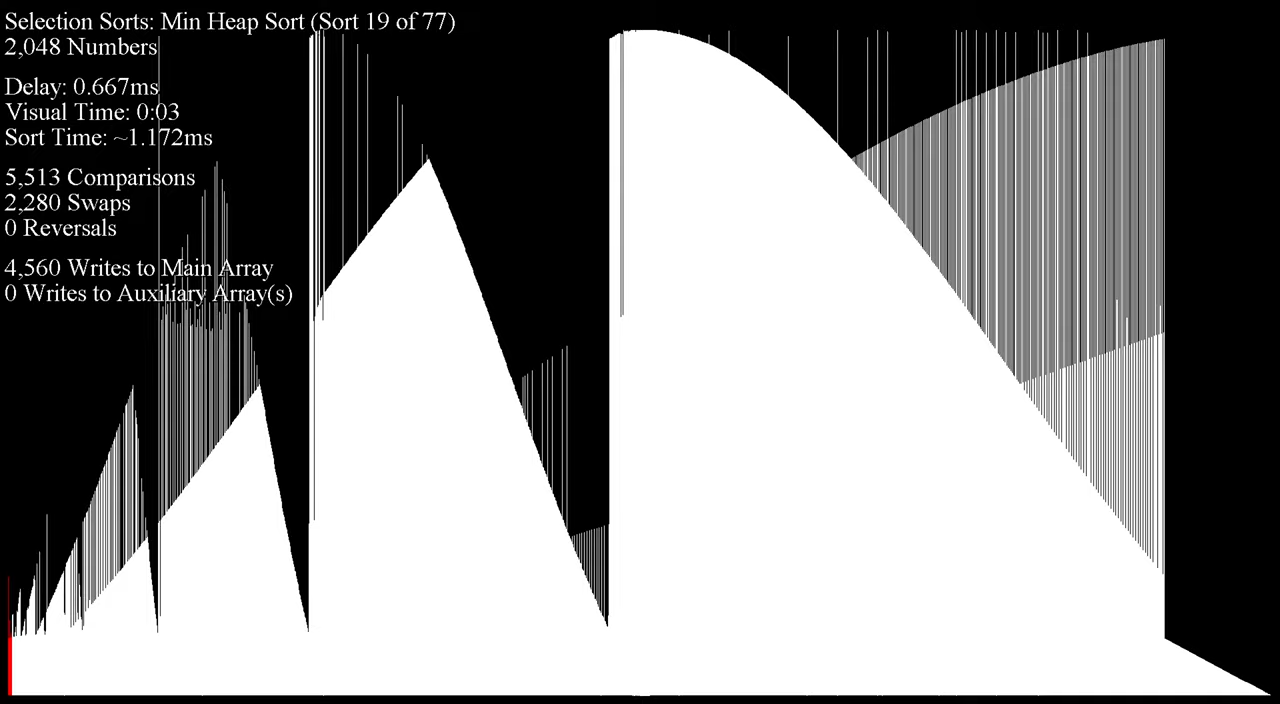 Selection Sorts: Min Heap Sort (Sort 19 of 77)
2,048 Numbers
Delay: 0.667ms
Visual Time: 0:03
Sort Time: ~1.172ms
5,513 Comparisons
2,280 Swaps
0 Reversals
4,560 Writes to Main Array
0 Writes to Auxiliary Array(s)